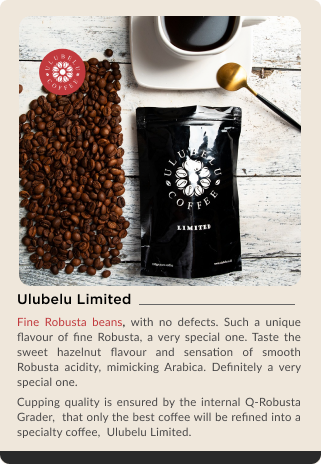 ULUBELU
COFFEE
ULUBELU
COFFEE
LIMITED
Ulubelu Limited
Fine Robusta beans, with no defects. Such a unique
flavour of fine Robusta, a very special one. Taste the
sweet hazelnut flavour and sensation of smooth
Robusta acidity, mimicking Arabica. Definitely a very
special one.
Cupping quality is ensured by the internal Q-Robusta
Grader, that only the best coffee will be refined into a
specialty coffee, Ulubelu Limited.